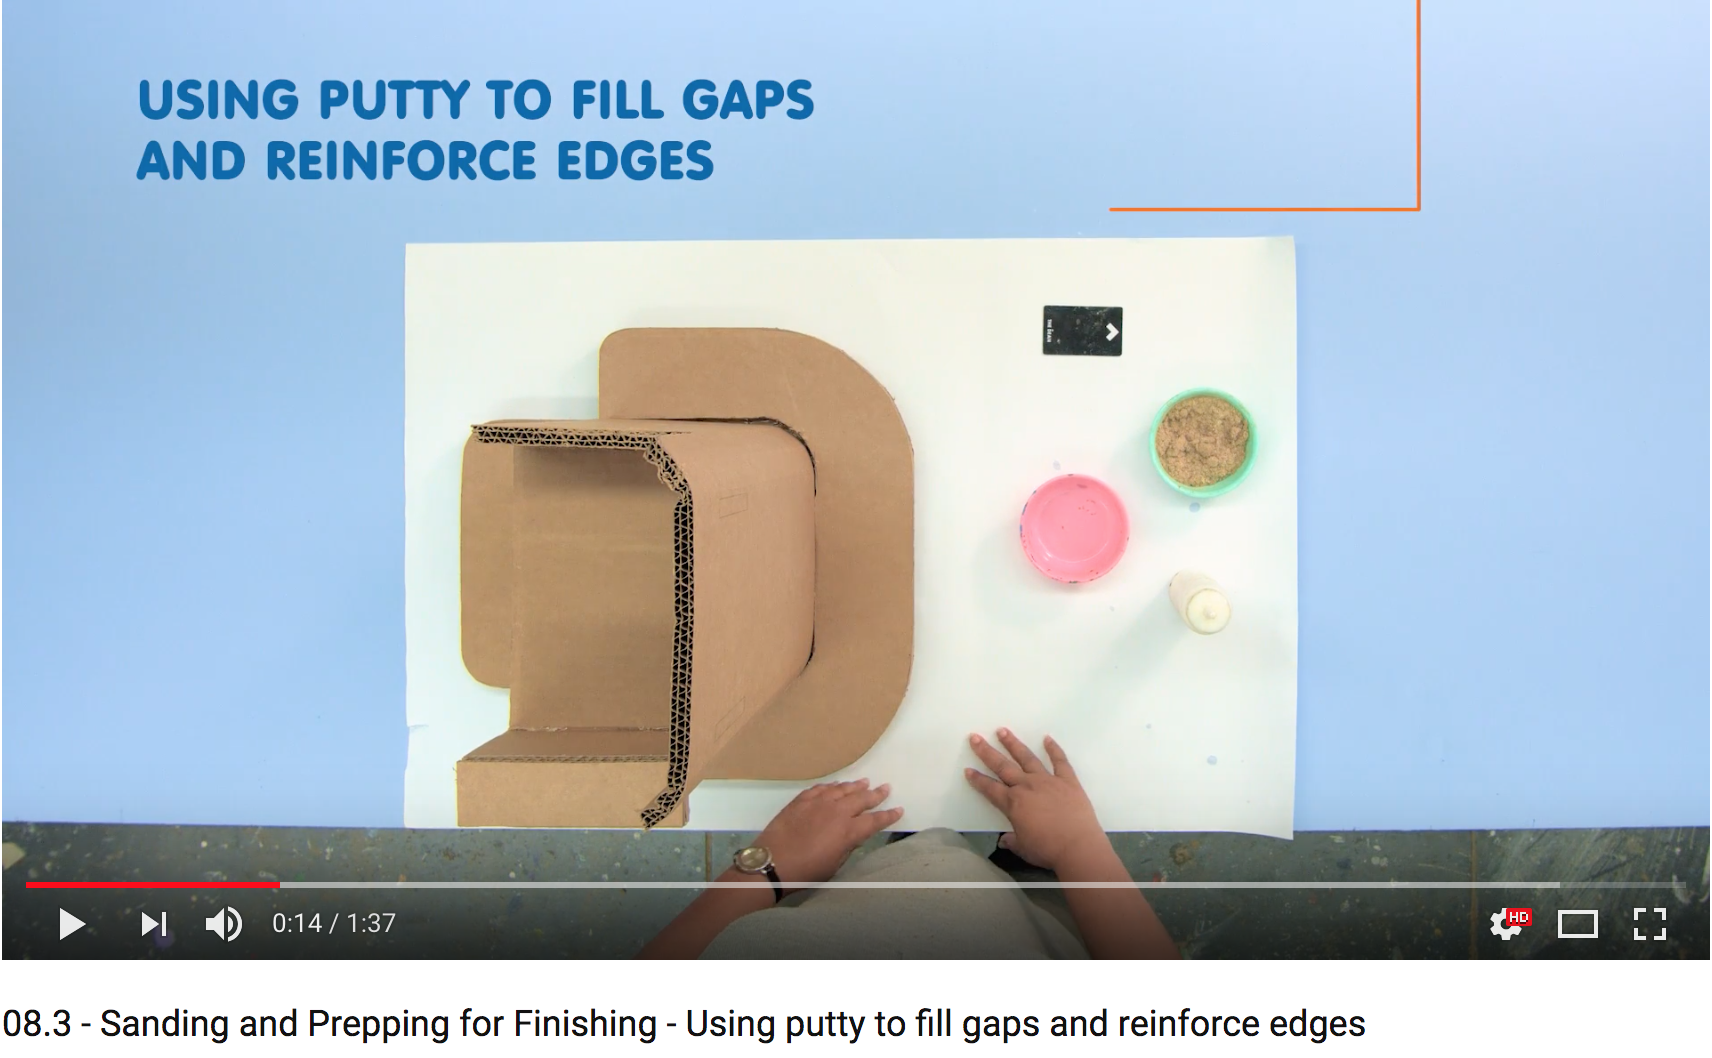 USING PUTTY TO FILL GAPS
AND REINFORCE EDGES
0:14 / 1:37
HD
08.3 - Sanding and Prepping for Finishing - Using putty to fill gaps and reinforce edges